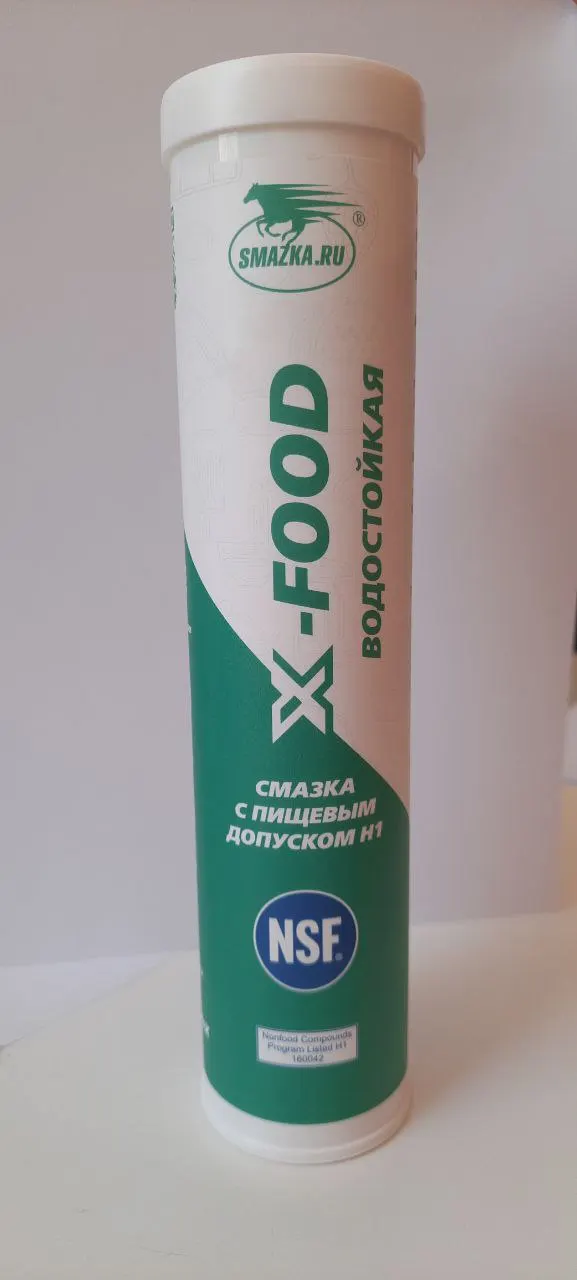 SMAZKA.RU
®
X-FOOD
ВОДОСТОЙКАЯ
СМАЗКА
С ПИЩЕВЫМ
ДОПУСКОМ H1
NSF®
Nonfood Compounds
Program Listed H1
160042